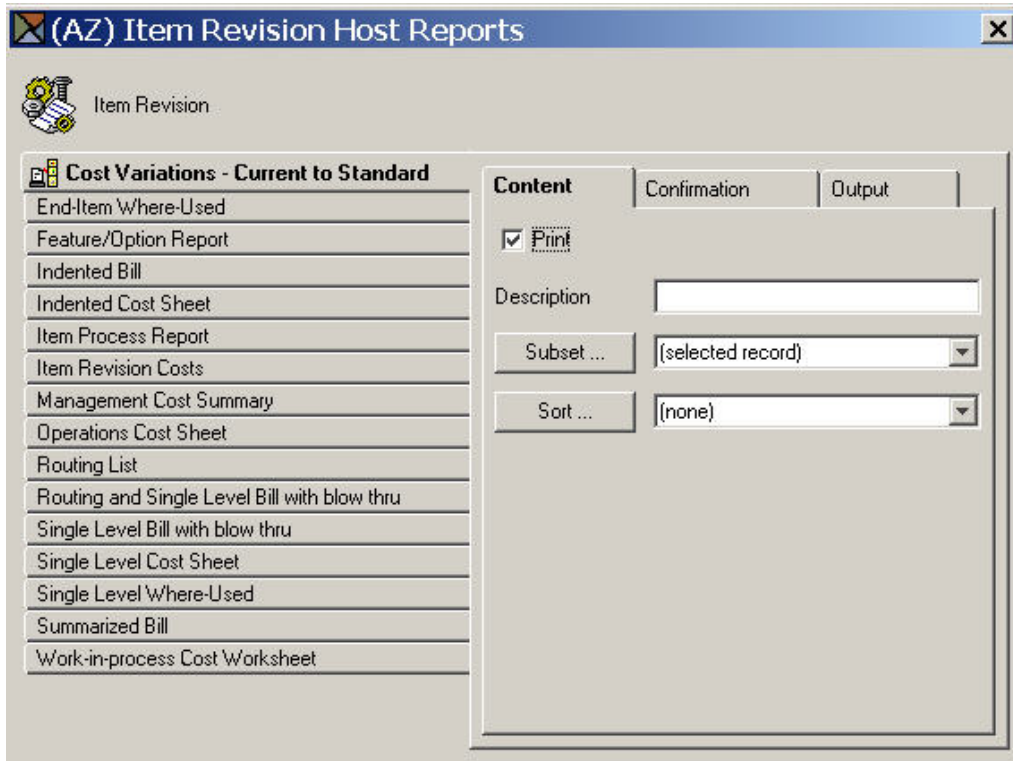 (AZ) Item Revision Host Reports
Item Revision
Cost Variations - Current to Standard
End-Item Where-Used
Feature/Option Report
Indented Bill
Indented Cost Sheet
Item Process Report
Item Revision Costs
Management Cost Summary
Operations Cost Sheet
Routing List
Routing and Single Level Bill with blow thru
Single Level Bill with blow thru
Single Level Cost Sheet
Single Level Where-Used
Summarized Bill
Work-in-process Cost Worksheet
Content Confirmation Output
Print
Description
Subset ... (selected record)
Sort ... (none)